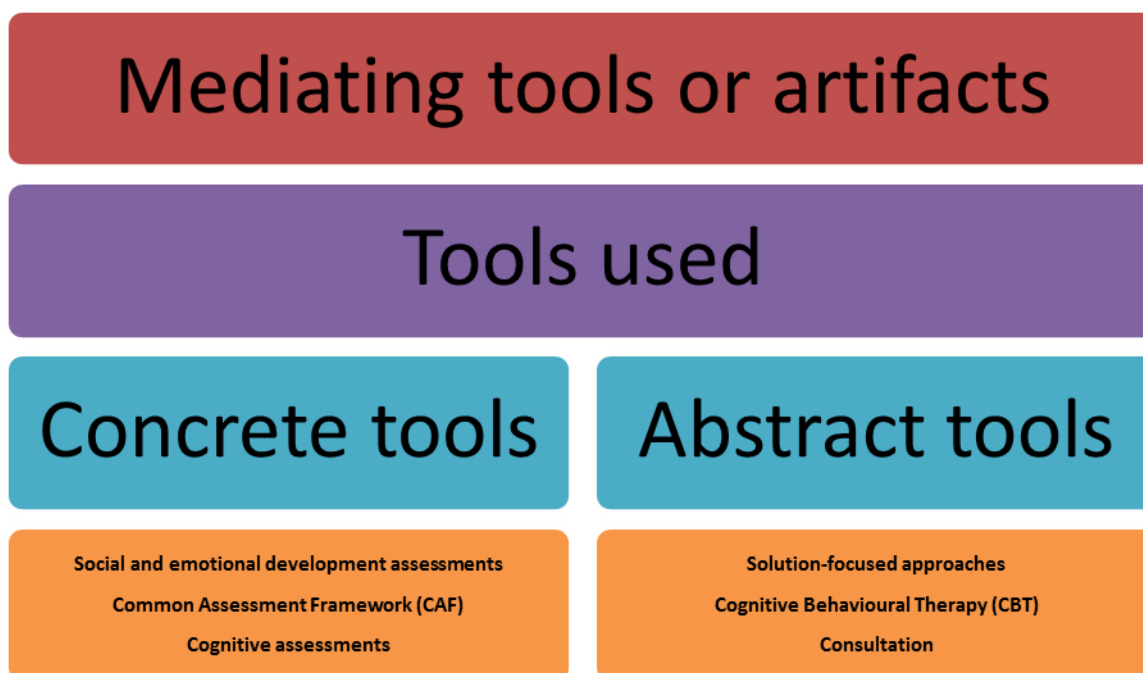 Mediating tools or artifacts
Tools used
Concrete tools
Abstract tools
Social and emotional development assessments
Common Assessment Framework (CAF)
Cognitive assessments
Solution-focused approaches
Cognitive Behavioural Therapy (CBT)
Consultation